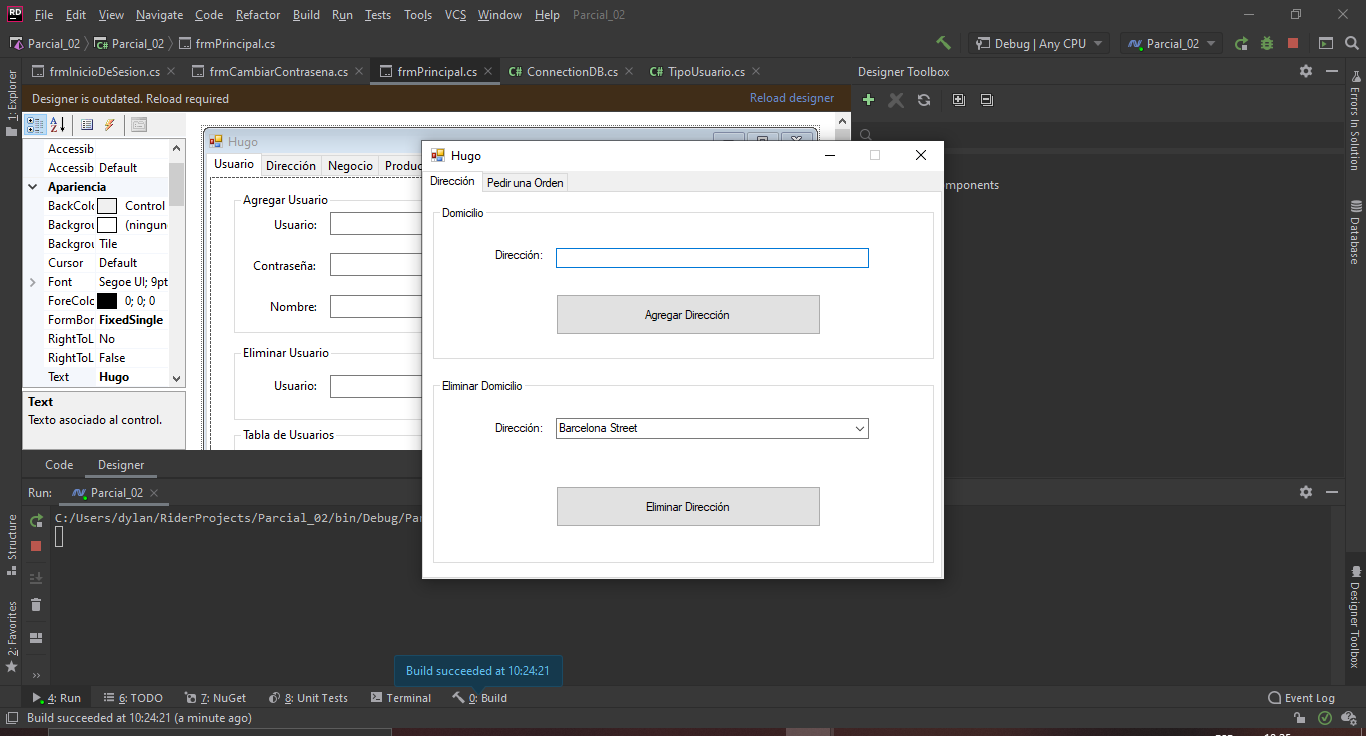 File Edit View Navigate Code Refactor Build Run Tests Tools VCS Window Help Parcial_02
Parcial_02 Parcial_02 frmPrincipal.cs
Debug | Any CPU Parcial_02
frmInicioDeSesion.cs frmCambiarContrasena.cs frmPrincipal.cs ConnectionDB.cs TipoUsuario.cs
Designer Toolbox
Designer is outdated. Reload required Reload designer
1: Explorer
Errors In Solution
Database
Designer Toolbox
Structure
2: Favorites
Accessib
Accessib Default
Apariencia
BackColo Control
Backgrou (ningun
Backgrou Tile
Cursor Default
Font Segoe UI; 9pt
ForeColo 0; 0; 0
FormBor FixedSingle
RightToL No
RightToL False
Text Hugo
Text
Texto asociado al control.
Hugo
Usuario Dirección Negocio Produc
Agregar Usuario
Usuario:
Contraseña:
Nombre:
Eliminar Usuario
Usuario:
Tabla de Usuarios
Hugo
Dirección Pedir una Orden
Domicilio
Dirección:
Agregar Dirección
Eliminar Domicilio
Dirección: Barcelona Street
Eliminar Dirección
mponents
Code Designer
Run: Parcial_02
C:/Users/dylan/RiderProjects/Parcial_02/bin/Debug/Par
Build succeeded at 10:24:21
4: Run 6: TODO 7: NuGet 8: Unit Tests Terminal 0: Build Event Log
Build succeeded at 10:24:21 (a minute ago)